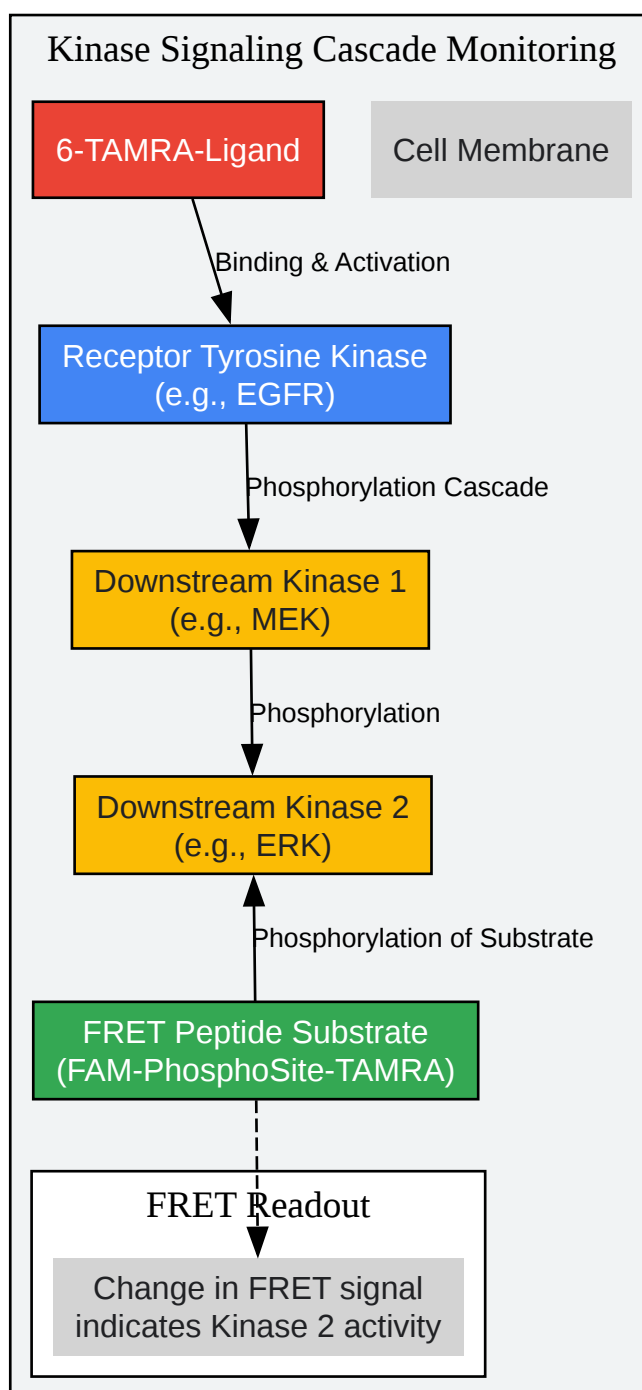 Kinase Signaling Cascade Monitoring
6-TAMRA-Ligand
Cell Membrane
Binding & Activation
Receptor Tyrosine Kinase
(e.g., EGFR)
Phosphorylation Cascade
Downstream Kinase 1
(e.g., MEK)
Phosphorylation
Downstream Kinase 2
(e.g., ERK)
Phosphorylation of Substrate
FRET Peptide Substrate
(FAM-PhosphoSite-TAMRA)
FRET Readout
Change in FRET signal
indicates Kinase 2 activity